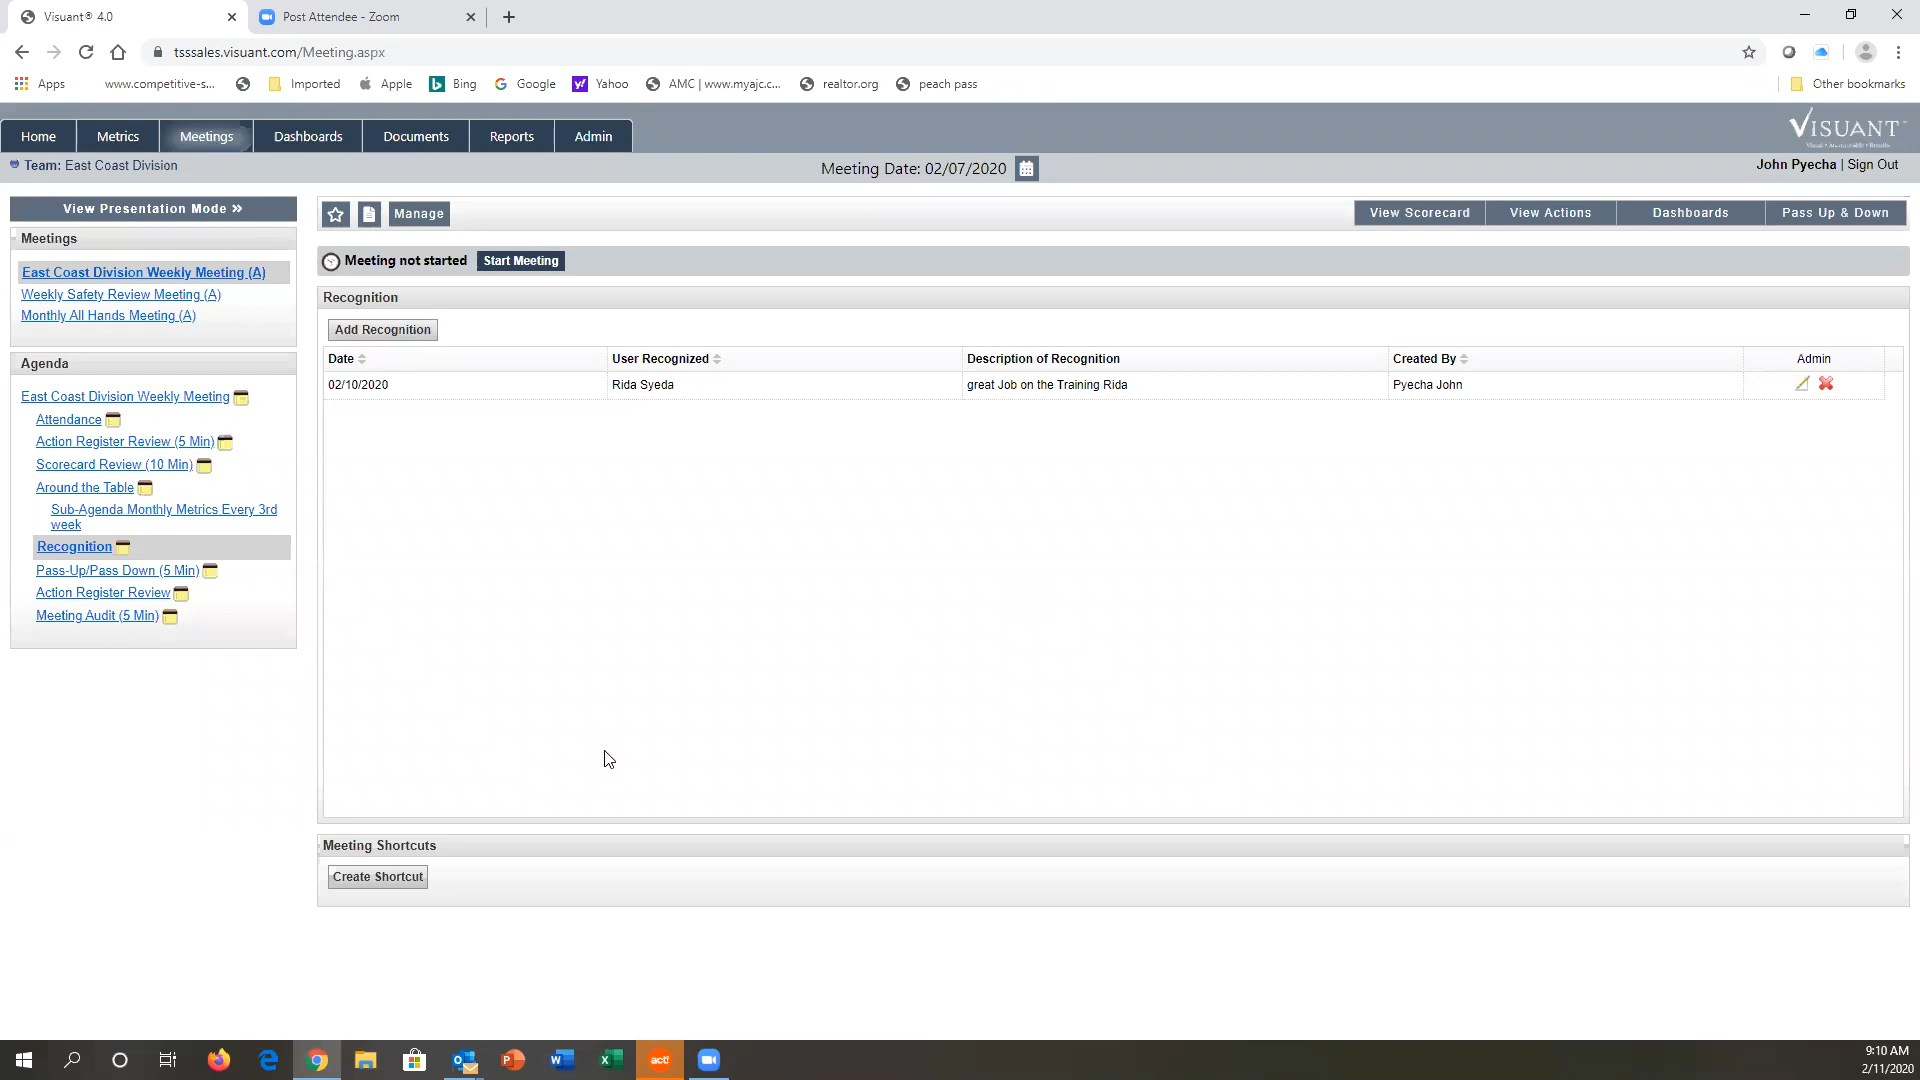 Visuant® 4.0
Post Attendee - Zoom
tsssales.visuant.com/Meeting.aspx
Apps www.competitive-s... Imported Apple Bing Google Yahoo AMC | www.myajc.c... realtor.org peach pass Other bookmarks
Home Metrics Meetings Dashboards Documents Reports Admin
VISUANT
Team: East Coast Division
Meeting Date: 02/07/2020
John Pyecha | Sign Out
View Presentation Mode »
Manage
View Scorecard View Actions Dashboards Pass Up & Down
Meetings
East Coast Division Weekly Meeting (A)
Weekly Safety Review Meeting (A)
Monthly All Hands Meeting (A)
Agenda
East Coast Division Weekly Meeting
Attendance
Action Register Review (5 Min)
Scorecard Review (10 Min)
Around the Table
Sub-Agenda Monthly Metrics Every 3rd
week
Recognition
Pass-Up/Pass Down (5 Min)
Action Register Review
Meeting Audit (5 Min)
Meeting not started Start Meeting
Recognition
Add Recognition
Date User Recognized Description of Recognition Created By Admin
02/10/2020 Rida Syeda great Job on the Training Rida Pyecha John
Meeting Shortcuts
Create Shortcut
act!
9:10 AM
2/11/2020